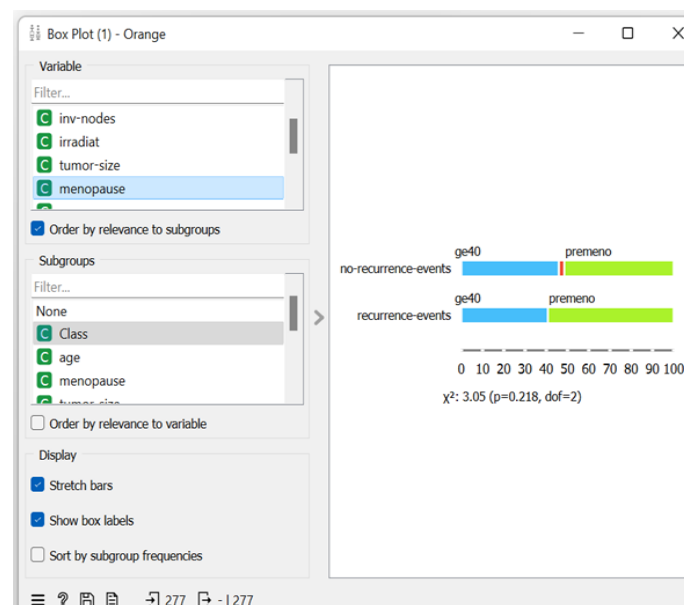 Box Plot (1) - Orange
Variable
Filter...
C inv-nodes
C irradiat
C tumor-size
C menopause
C
Order by relevance to subgroups
Subgroups
Filter...
None
C Class
C age
C menopause
C tumor-size
Order by relevance to variable
Display
Stretch bars
Show box labels
Sort by subgroup frequencies
277 - | 277
ge40 premeno
no-recurrence-events
ge40 premeno
recurrence-events
0 10 20 30 40 50 60 70 80 90 100
χ²: 3.05 (p=0.218, dof=2)